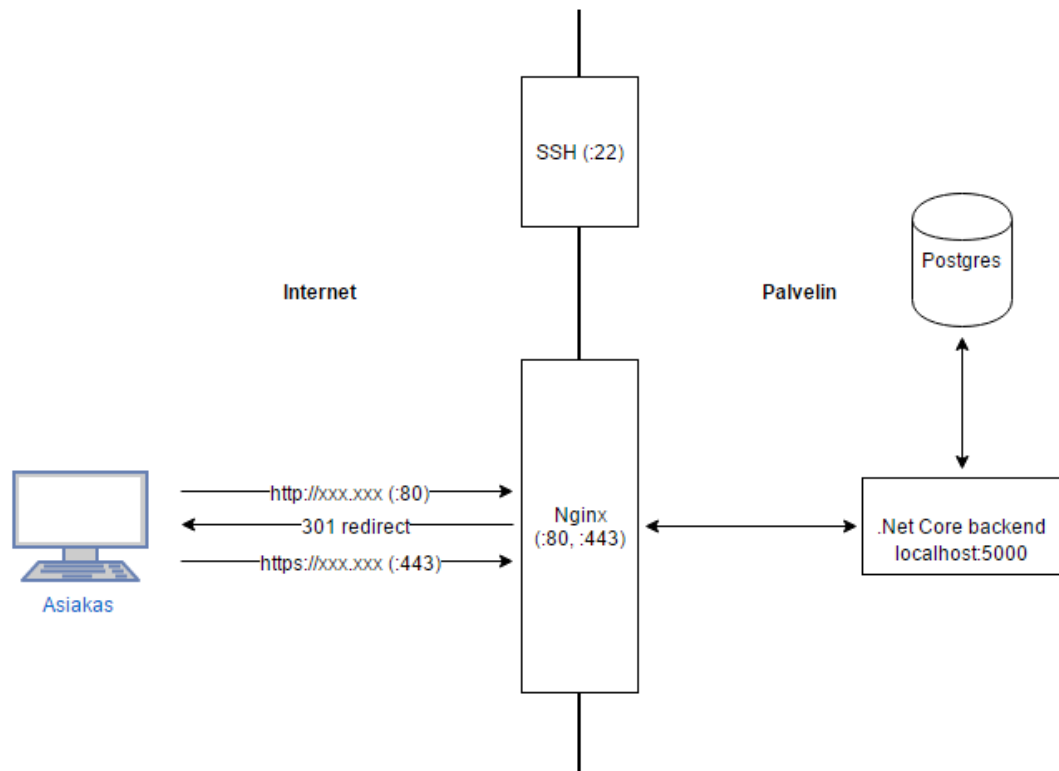 SSH (:22)
Postgres
Internet
Palvelin
http://xxx.xxx (:80)
301 redirect
https://xxx.xxx (:443)
Nginx
(:80, :443)
.Net Core backend
localhost:5000
Asiakas